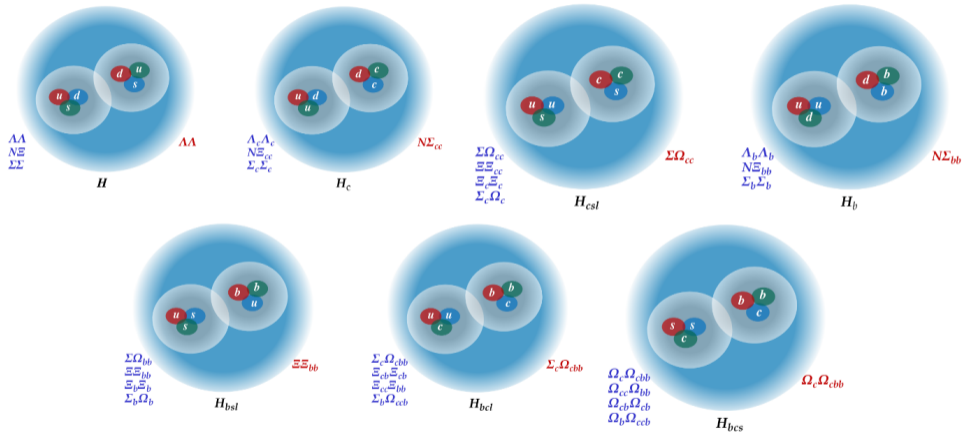 d u
s
u d
s
ΛΛ
NΞ
ΣΣ
ΛΛ
H
d c
c
u d
u
Λ_cΛ_c
NΞ_cc
Σ_cΣ_c
NΣ_cc
H_c
c c
s
u u
s
ΣΩ_cc
ΞΞ_cc
Ξ_cΞ_c
Σ_cΩ_c
ΣΩ_cc
H_csl
d b
b
u u
d
Λ_bΛ_b
NΞ_bb
Σ_bΣ_b
NΣ_bb
H_b
b b
u
u s
s
ΣΩ_bb
ΞΞ_bb
Ξ_bΞ_b
Σ_bΩ_b
ΞΞ_bb
H_bsl
b b
c
u u
c
Σ_cΩ_cbb
Ξ_cbΞ_cb
Ξ_ccΞ_bb
Σ_bΩ_ccb
Σ_cΩ_cbb
H_bcl
b b
c
s s
c
Ω_cΩ_cbb
Ω_ccΩ_bb
Ω_cbΩ_cb
Ω_bΩ_ccb
Ω_cΩ_cbb
H_bcs